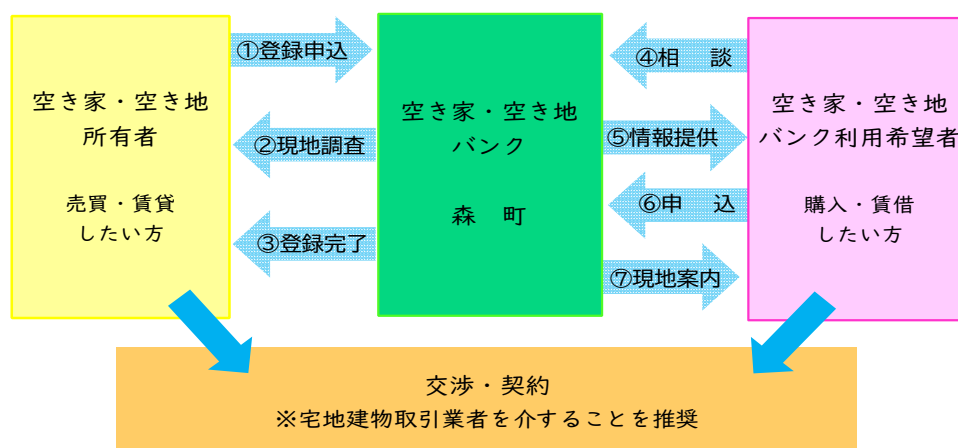 空き家・空き地
所有者
売買・賃貸
したい方
①登録申込
②現地調査
③登録完了
空き家・空き地
バンク
森　町
④相　談
⑤情報提供
⑥申　込
⑦現地案内
空き家・空き地
バンク利用希望者
購入・賃借
したい方
交渉・契約
※宅地建物取引業者を介することを推奨